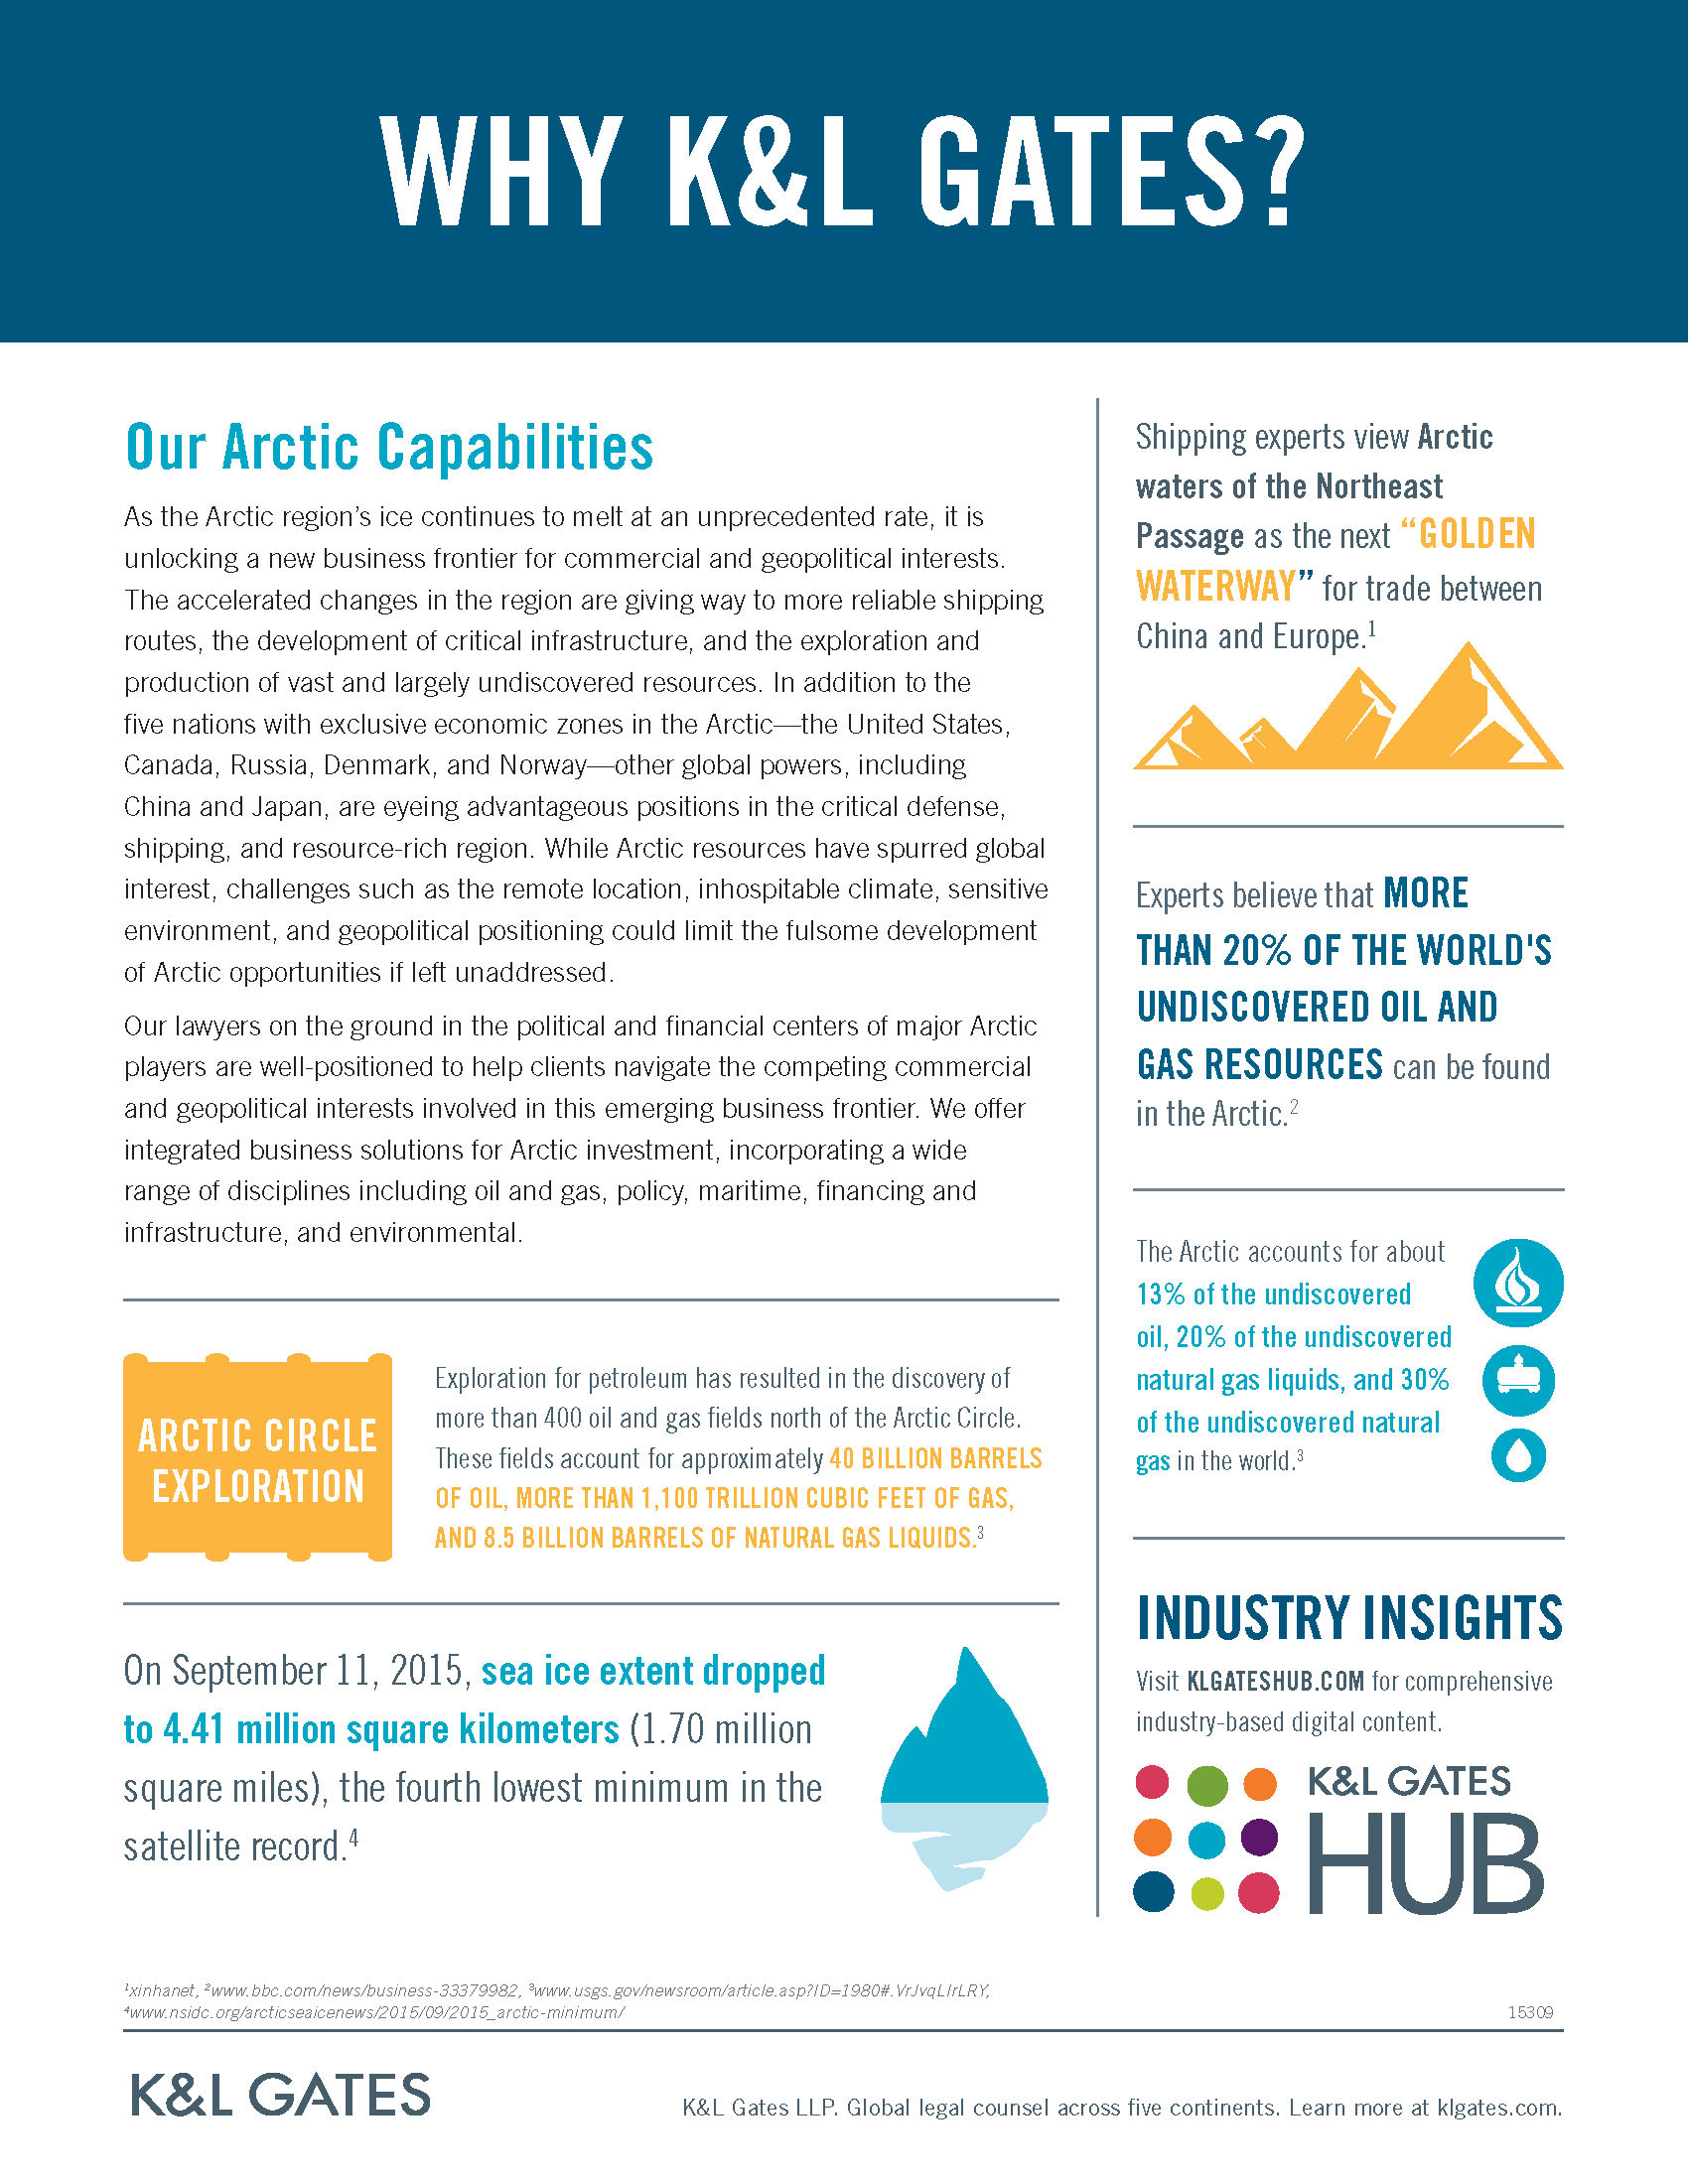 WHY K&L GATES?
Our Arctic Capabilities
As the Arctic region’s ice continues to melt at an unprecedented rate, it is
unlocking a new business frontier for commercial and geopolitical interests.
The accelerated changes in the region are giving way to more reliable shipping
routes, the development of critical infrastructure, and the exploration and
production of vast and largely undiscovered resources. In addition to the
five nations with exclusive economic zones in the Arctic—the United States,
Canada, Russia, Denmark, and Norway—other global powers, including
China and Japan, are eyeing advantageous positions in the critical defense,
shipping, and resource-rich region. While Arctic resources have spurred global
interest, challenges such as the remote location, inhospitable climate, sensitive
environment, and geopolitical positioning could limit the fulsome development
of Arctic opportunities if left unaddressed.
Our lawyers on the ground in the political and financial centers of major Arctic
players are well-positioned to help clients navigate the competing commercial
and geopolitical interests involved in this emerging business frontier. We offer
integrated business solutions for Arctic investment, incorporating a wide
range of disciplines including oil and gas, policy, maritime, financing and
infrastructure, and environmental.
ARCTIC CIRCLE
EXPLORATION
Exploration for petroleum has resulted in the discovery of
more than 400 oil and gas fields north of the Arctic Circle.
These fields account for approximately 40 BILLION BARRELS
OF OIL, MORE THAN 1,100 TRILLION CUBIC FEET OF GAS,
AND 8.5 BILLION BARRELS OF NATURAL GAS LIQUIDS.³
On September 11, 2015, sea ice extent dropped
to 4.41 million square kilometers (1.70 million
square miles), the fourth lowest minimum in the
satellite record.⁴
Shipping experts view Arctic
waters of the Northeast
Passage as the next “GOLDEN
WATERWAY” for trade between
China and Europe.¹
Experts believe that MORE
THAN 20% OF THE WORLD'S
UNDISCOVERED OIL AND
GAS RESOURCES can be found
in the Arctic.²
The Arctic accounts for about
13% of the undiscovered
oil, 20% of the undiscovered
natural gas liquids, and 30%
of the undiscovered natural
gas in the world.³
INDUSTRY INSIGHTS
Visit KLGATESHUB.COM for comprehensive
industry-based digital content.
K&L GATES
HUB
¹xinhanet, ²www.bbc.com/news/business-33379982, ³www.usgs.gov/newsroom/article.asp?ID=1980#.VrJvqLIrLRY,
⁴www.nsidc.org/arcticseaicenews/2015/09/2015_arctic-minimum/
15309
K&L GATES
K&L Gates LLP. Global legal counsel across five continents. Learn more at klgates.com.